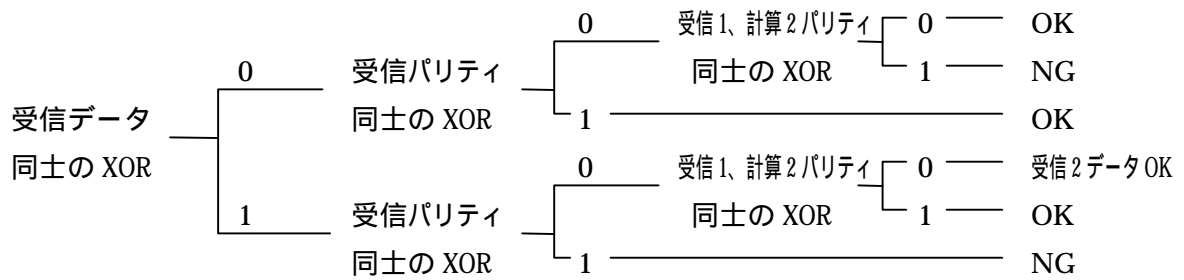 0 受信1、計算2パリティ 0 OK
0 受信パリティ 同士の XOR 1 NG
受信データ 同士の XOR 1 OK
同士の XOR 0 受信1、計算2パリティ 0 受信2データOK
1 受信パリティ 同士の XOR 1 OK
同士の XOR 1 NG